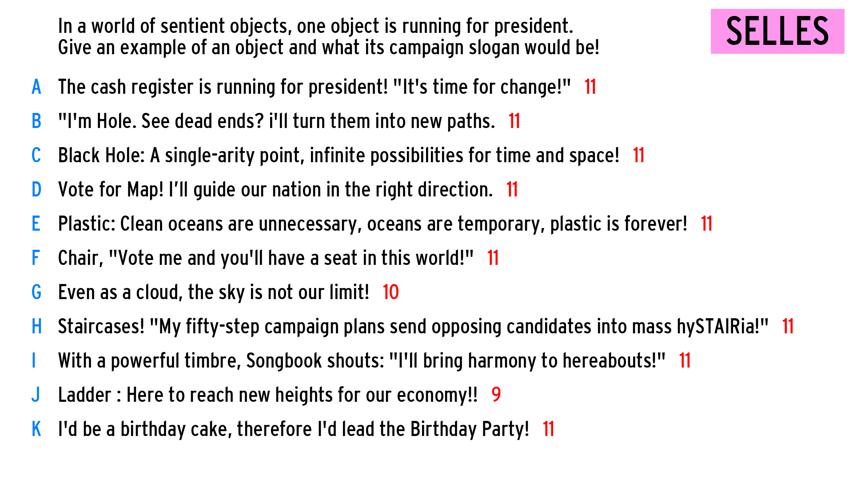 In a world of sentient objects, one object is running for president.
Give an example of an object and what its campaign slogan would be!
SELLES
A The cash register is running for president! "It's time for change!" 11
B "I'm Hole. See dead ends? i'll turn them into new paths. 11
C Black Hole: A single-arity point, infinite possibilities for time and space! 11
D Vote for Map! I’ll guide our nation in the right direction. 11
E Plastic: Clean oceans are unnecessary, oceans are temporary, plastic is forever! 11
F Chair, "Vote me and you'll have a seat in this world!" 11
G Even as a cloud, the sky is not our limit! 10
H Staircases! "My fifty-step campaign plans send opposing candidates into mass hySTAIRia!" 11
I With a powerful timbre, Songbook shouts: "I'll bring harmony to hereabouts!" 11
J Ladder : Here to reach new heights for our economy!! 9
K I'd be a birthday cake, therefore I'd lead the Birthday Party! 11